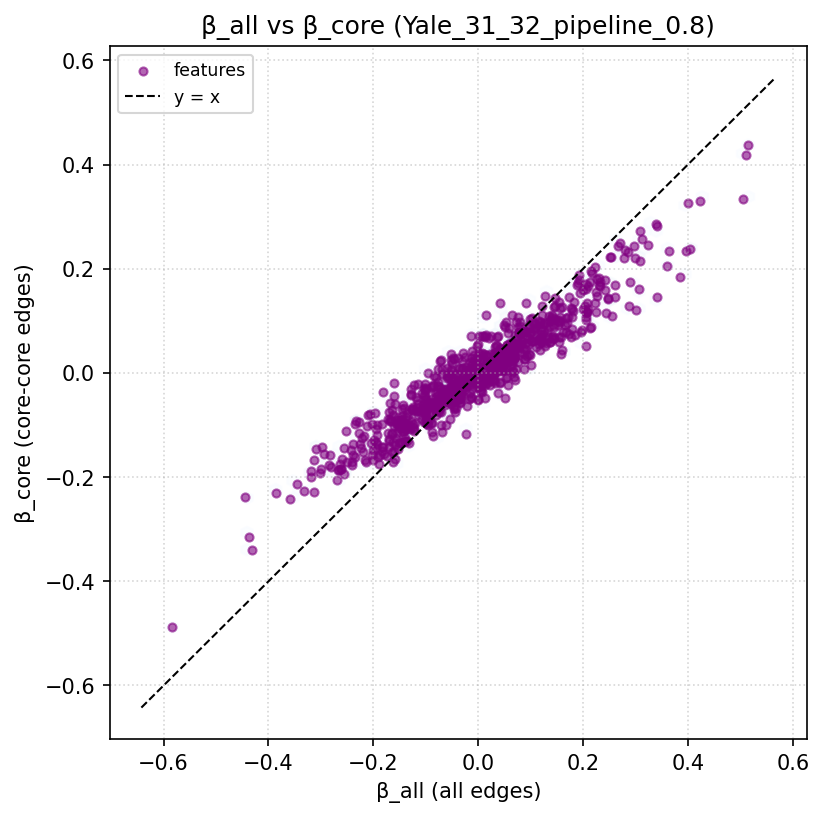 β_all vs β_core (Yale_31_32_pipeline_0.8)
features
y = x
0.6
0.4
0.2
0.0
−0.2
−0.4
−0.6
β_core (core-core edges)
−0.6
−0.4
−0.2
0.0
0.2
0.4
0.6
β_all (all edges)